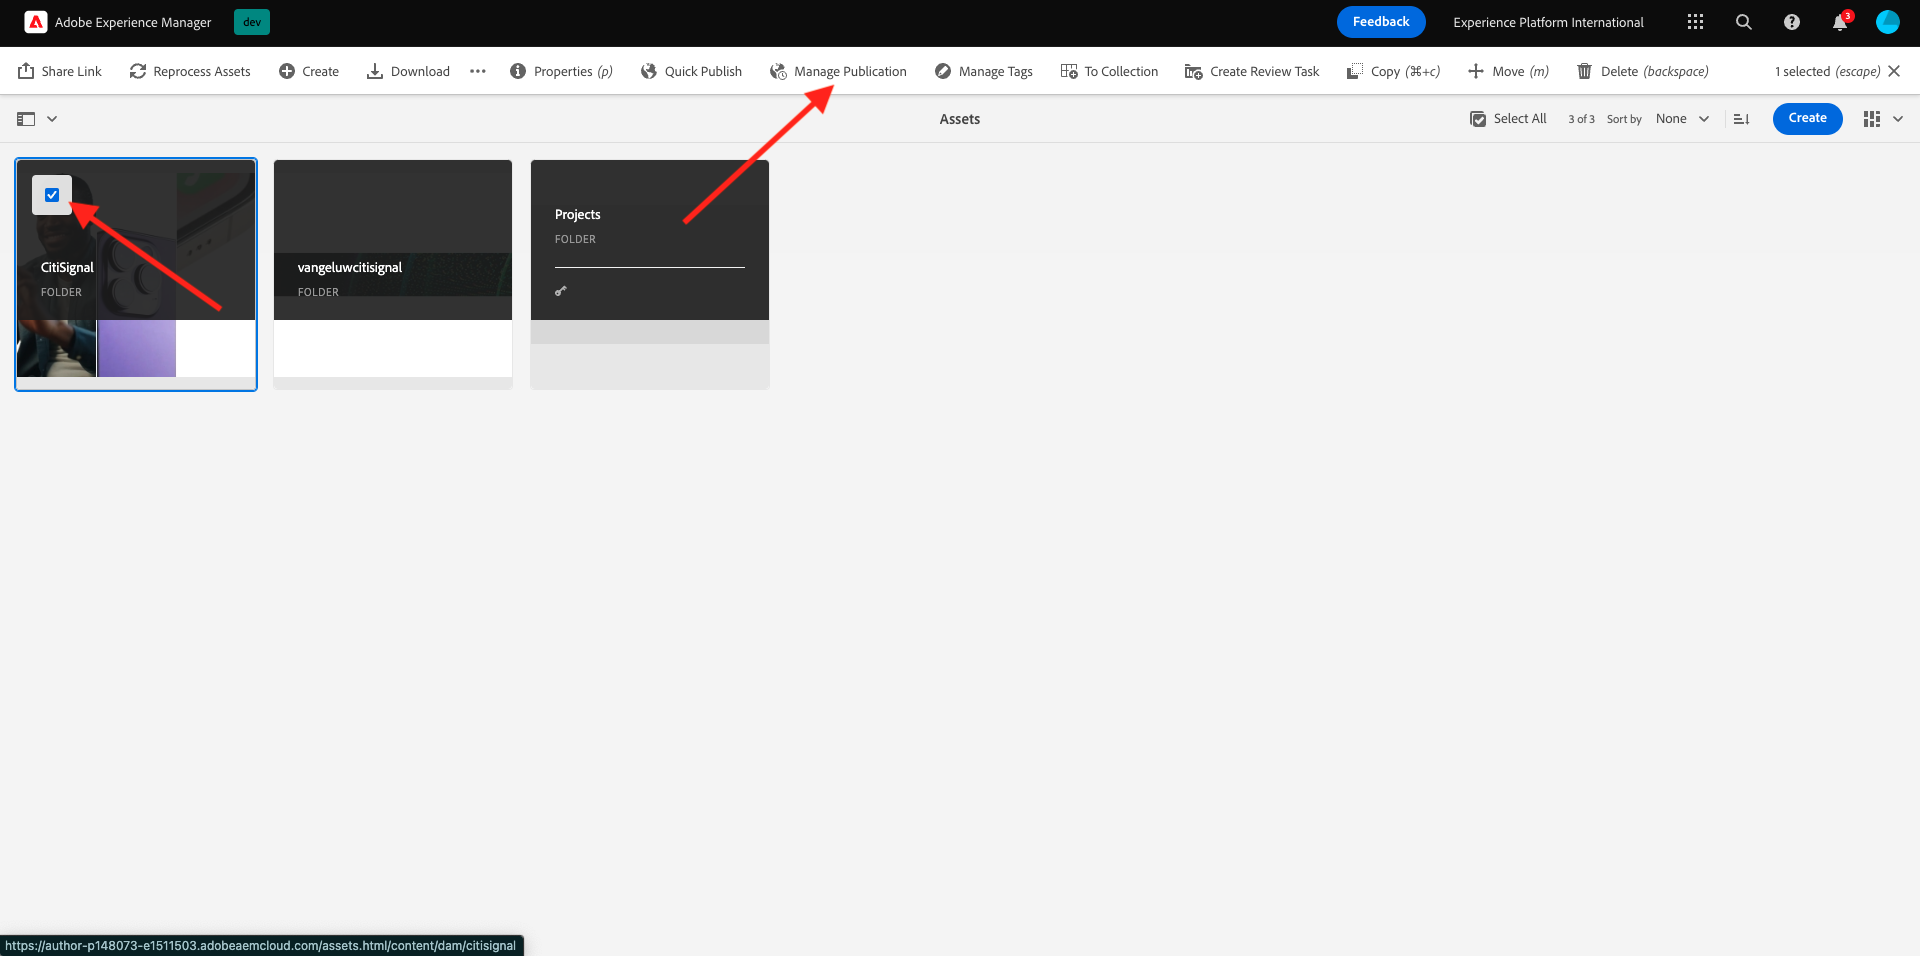 Adobe Experience Manager dev Feedback Experience Platform International 3
Share Link Reprocess Assets Create Download Properties (p) Quick Publish Manage Publication Manage Tags To Collection Create Review Task Copy (⌘+c) Move (m) Delete (backspace) 1 selected (escape)
Assets Select All 3 of 3 Sort by None Create
CitiSignal
FOLDER
vangeluwcitisignal
FOLDER
Projects
FOLDER
https://author-p148073-e1511503.adobeaemcloud.com/assets.html/content/dam/citisignal